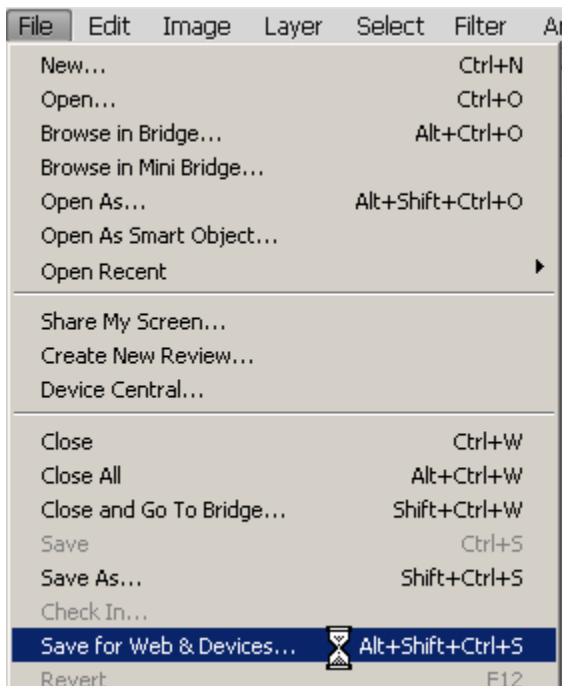 File Edit Image Layer Select Filter
New... Ctrl+N
Open... Ctrl+O
Browse in Bridge... Alt+Ctrl+O
Browse in Mini Bridge...
Open As... Alt+Shift+Ctrl+O
Open As Smart Object...
Open Recent
Share My Screen...
Create New Review...
Device Central...
Close Ctrl+W
Close All Alt+Ctrl+W
Close and Go To Bridge... Shift+Ctrl+W
Save Ctrl+S
Save As... Shift+Ctrl+S
Check In...
Save for Web & Devices... Alt+Shift+Ctrl+S
Revert F12